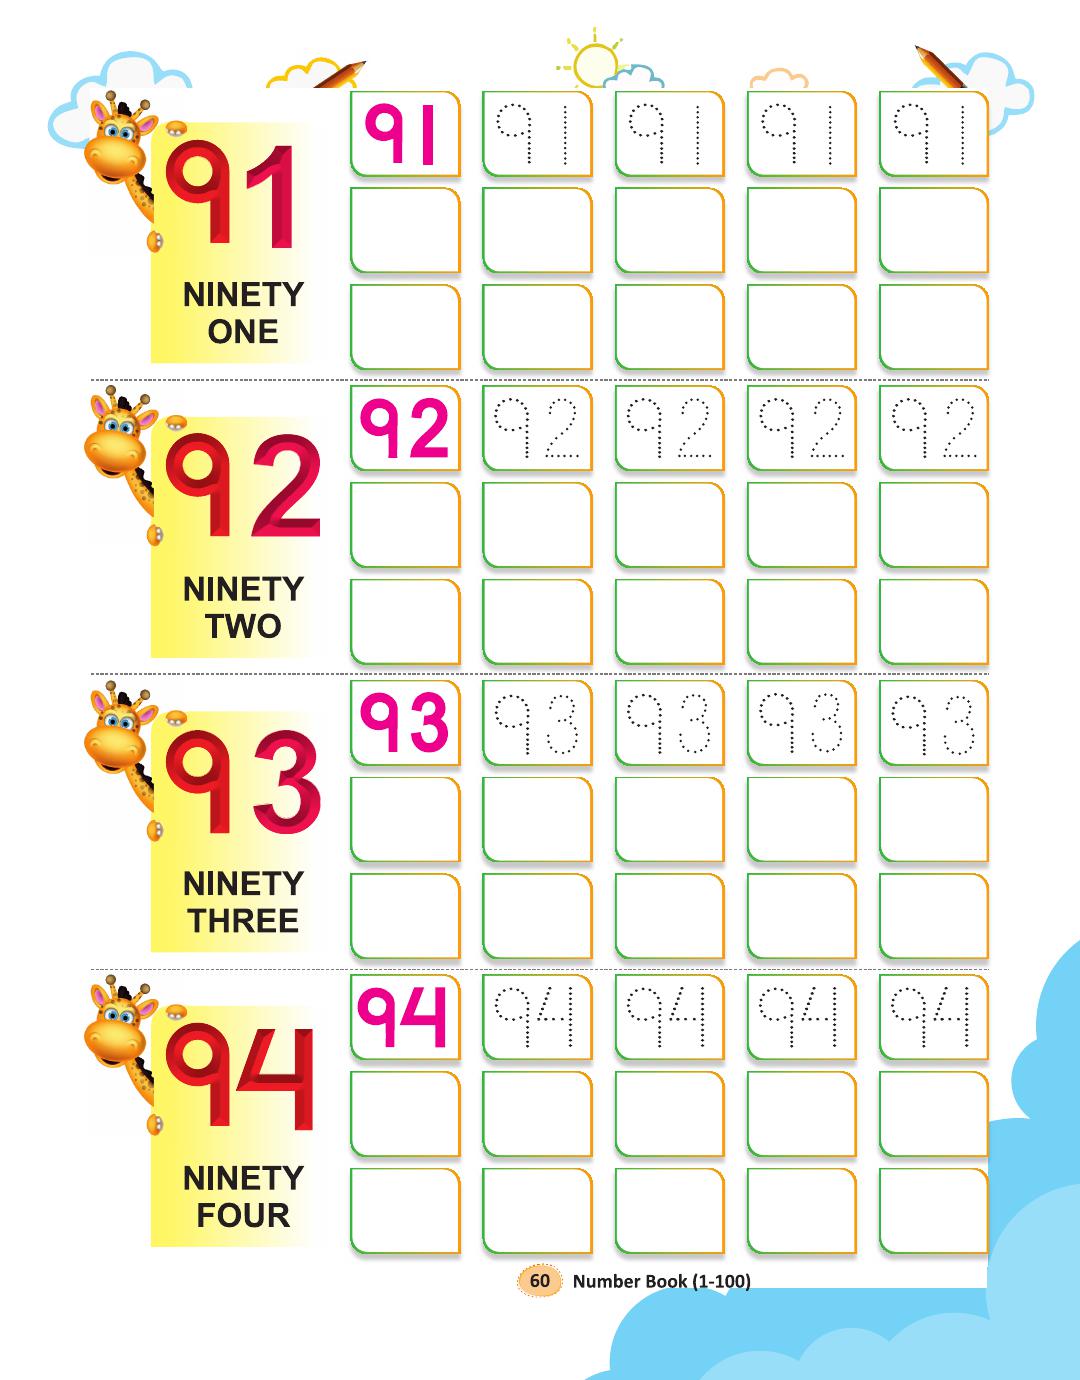 91 91 91 91 91
91
NINETY
ONE
92 92 92 92 92
92
NINETY
TWO
93 93 93 93 93
93
NINETY
THREE
94 94 94 94 94
94
NINETY
FOUR
60 Number Book (1-100)